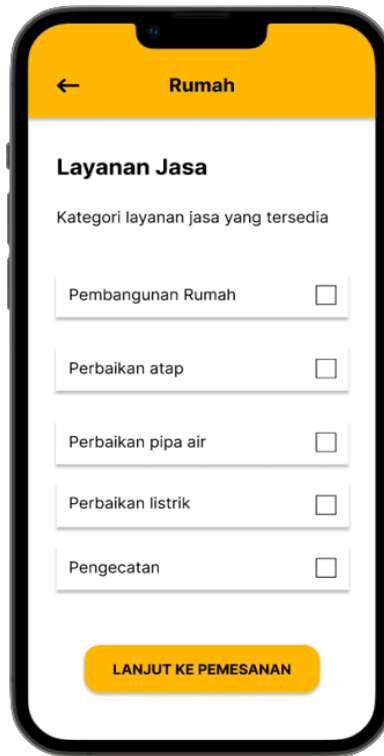 Rumah
Layanan Jasa
Kategori layanan jasa yang tersedia
Pembangunan Rumah
Perbaikan atap
Perbaikan pipa air
Perbaikan listrik
Pengecatan
LANJUT KE PEMESANAN